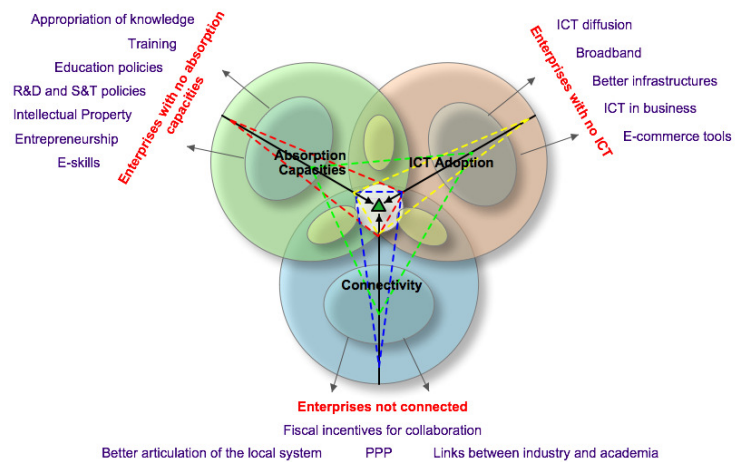 Appropriation of knowledge
Training
Education policies
R&D and S&T policies
Intellectual Property
Entrepreneurship
E-skills
Enterprises with no absorption
capacities
ICT diffusion
Broadband
Better infrastructures
ICT in business
E-commerce tools
Enterprises with no ICT
Absorption
Capacities
ICT Adoption
Connectivity
Enterprises not connected
Fiscal incentives for collaboration
Better articulation of the local system
PPP
Links between industry and academia